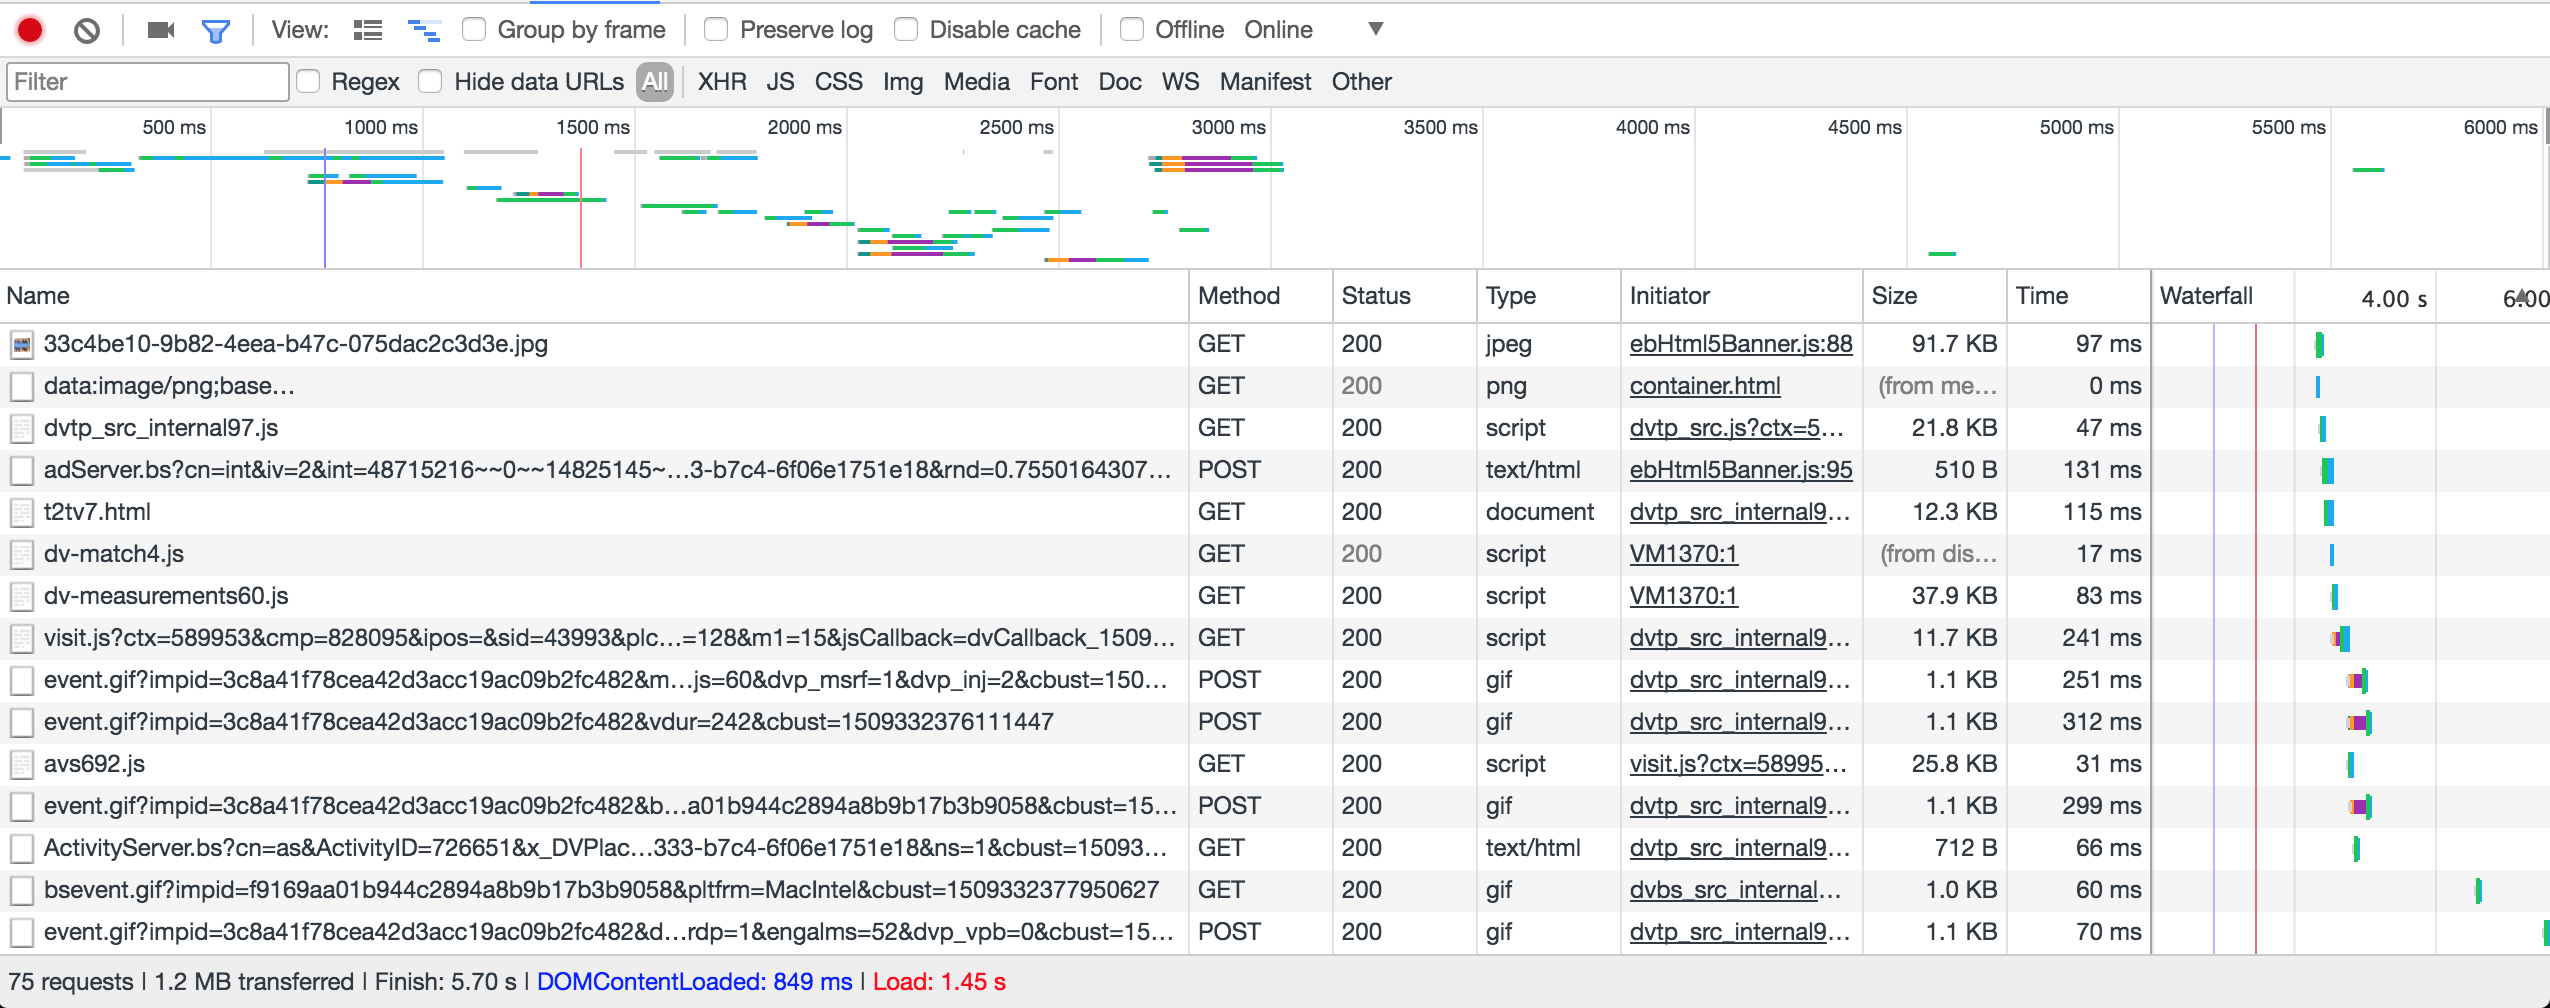 View: Group by frame Preserve log Disable cache Offline Online
Filter Regex Hide data URLs All XHR JS CSS Img Media Font Doc WS Manifest Other
500 ms 1000 ms 1500 ms 2000 ms 2500 ms 3000 ms 3500 ms 4000 ms 4500 ms 5000 ms 5500 ms 6000 ms
Name Method Status Type Initiator Size Time Waterfall 4.00 s 6.00
33c4be10-9b82-4eea-b47c-075dac2c3d3e.jpg GET 200 jpeg ebHtml5Banner.js:88 91.7 KB 97 ms
data:image/png;base… GET 200 png container.html (from me… 0 ms
dvtp_src_internal97.js GET 200 script dvtp_src.js?ctx=5… 21.8 KB 47 ms
adServer.bs?cn=int&iv=2&int=48715216~~0~~14825145~…3-b7c4-6f06e1751e18&rnd=0.7550164307… POST 200 text/html ebHtml5Banner.js:95 510 B 131 ms
t2tv7.html GET 200 document dvtp_src_internal9… 12.3 KB 115 ms
dv-match4.js GET 200 script VM1370:1 (from dis… 17 ms
dv-measurements60.js GET 200 script VM1370:1 37.9 KB 83 ms
visit.js?ctx=589953&cmp=828095&ipos=&sid=43993&plc…=128&m1=15&jsCallback=dvCallback_1509… GET 200 script dvtp_src_internal9… 11.7 KB 241 ms
event.gif?impid=3c8a41f78cea42d3acc19ac09b2fc482&m…js=60&dvp_msrf=1&dvp_inj=2&cbust=150… POST 200 gif dvtp_src_internal9… 1.1 KB 251 ms
event.gif?impid=3c8a41f78cea42d3acc19ac09b2fc482&vdur=242&cbust=1509332376111447 POST 200 gif dvtp_src_internal9… 1.1 KB 312 ms
avs692.js GET 200 script visit.js?ctx=58995… 25.8 KB 31 ms
event.gif?impid=3c8a41f78cea42d3acc19ac09b2fc482&b…a01b944c2894a8b9b17b3b9058&cbust=15… POST 200 gif dvtp_src_internal9… 1.1 KB 299 ms
ActivityServer.bs?cn=as&ActivityID=726651&x_DVPlac…333-b7c4-6f06e1751e18&ns=1&cbust=15093… GET 200 text/html dvtp_src_internal9… 712 B 66 ms
bsevent.gif?impid=f9169aa01b944c2894a8b9b17b3b9058&pltfrm=MacIntel&cbust=1509332377950627 GET 200 gif dvbs_src_internal… 1.0 KB 60 ms
event.gif?impid=3c8a41f78cea42d3acc19ac09b2fc482&d…rdp=1&engalms=52&dvp_vpb=0&cbust=15… POST 200 gif dvtp_src_internal9… 1.1 KB 70 ms
75 requests | 1.2 MB transferred | Finish: 5.70 s | DOMContentLoaded: 849 ms | Load: 1.45 s